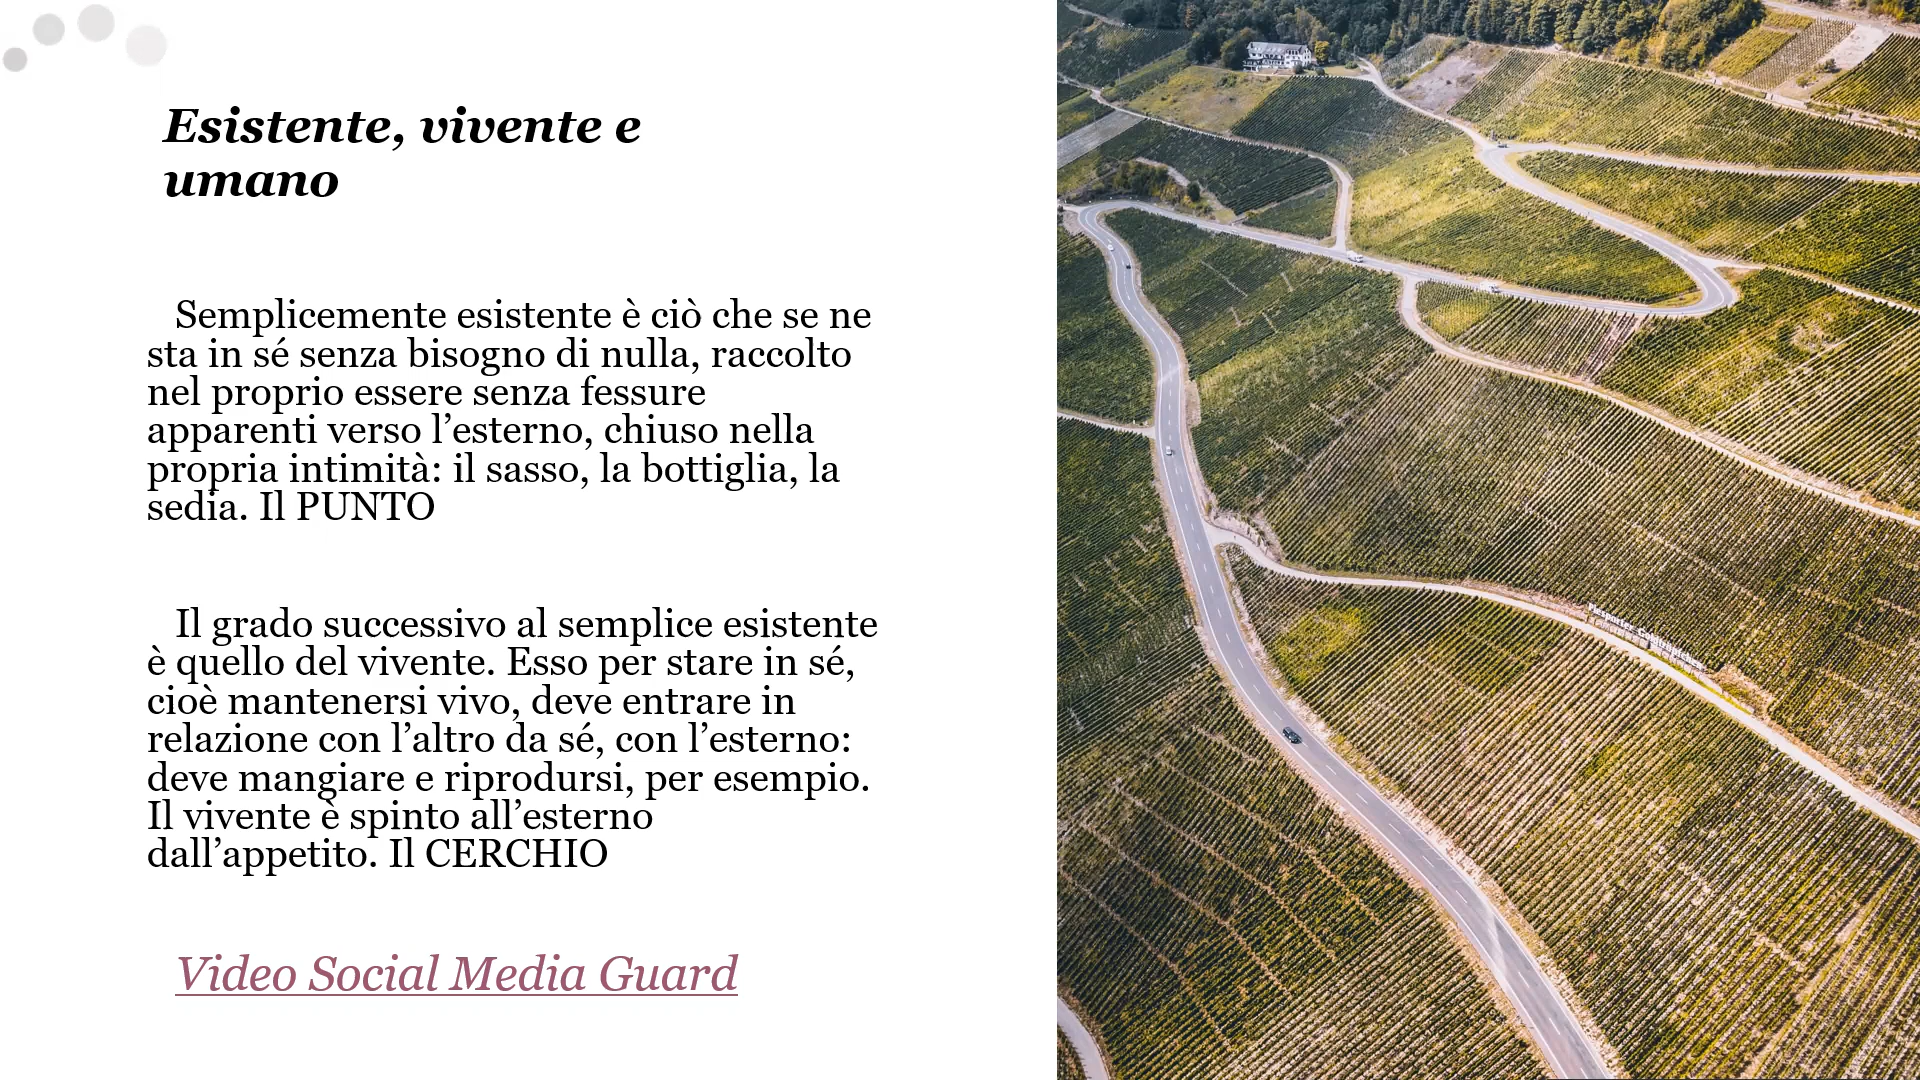 Esistente, vivente e
umano
Semplicemente esistente è ciò che se ne
sta in sé senza bisogno di nulla, raccolto
nel proprio essere senza fessure
apparenti verso l’esterno, chiuso nella
propria intimità: il sasso, la bottiglia, la
sedia. Il PUNTO
Il grado successivo al semplice esistente
è quello del vivente. Esso per stare in sé,
cioè mantenersi vivo, deve entrare in
relazione con l’altro da sé, con l’esterno:
deve mangiare e riprodursi, per esempio.
Il vivente è spinto all’esterno
dall’appetito. Il CERCHIO
Video Social Media Guard